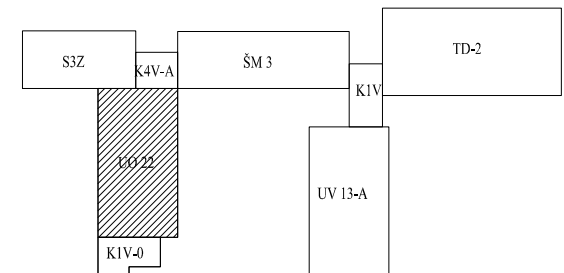 S3Z
K4V-A
ŠM 3
K1V
TD-2
UO 22
UV 13-A
K1V-0